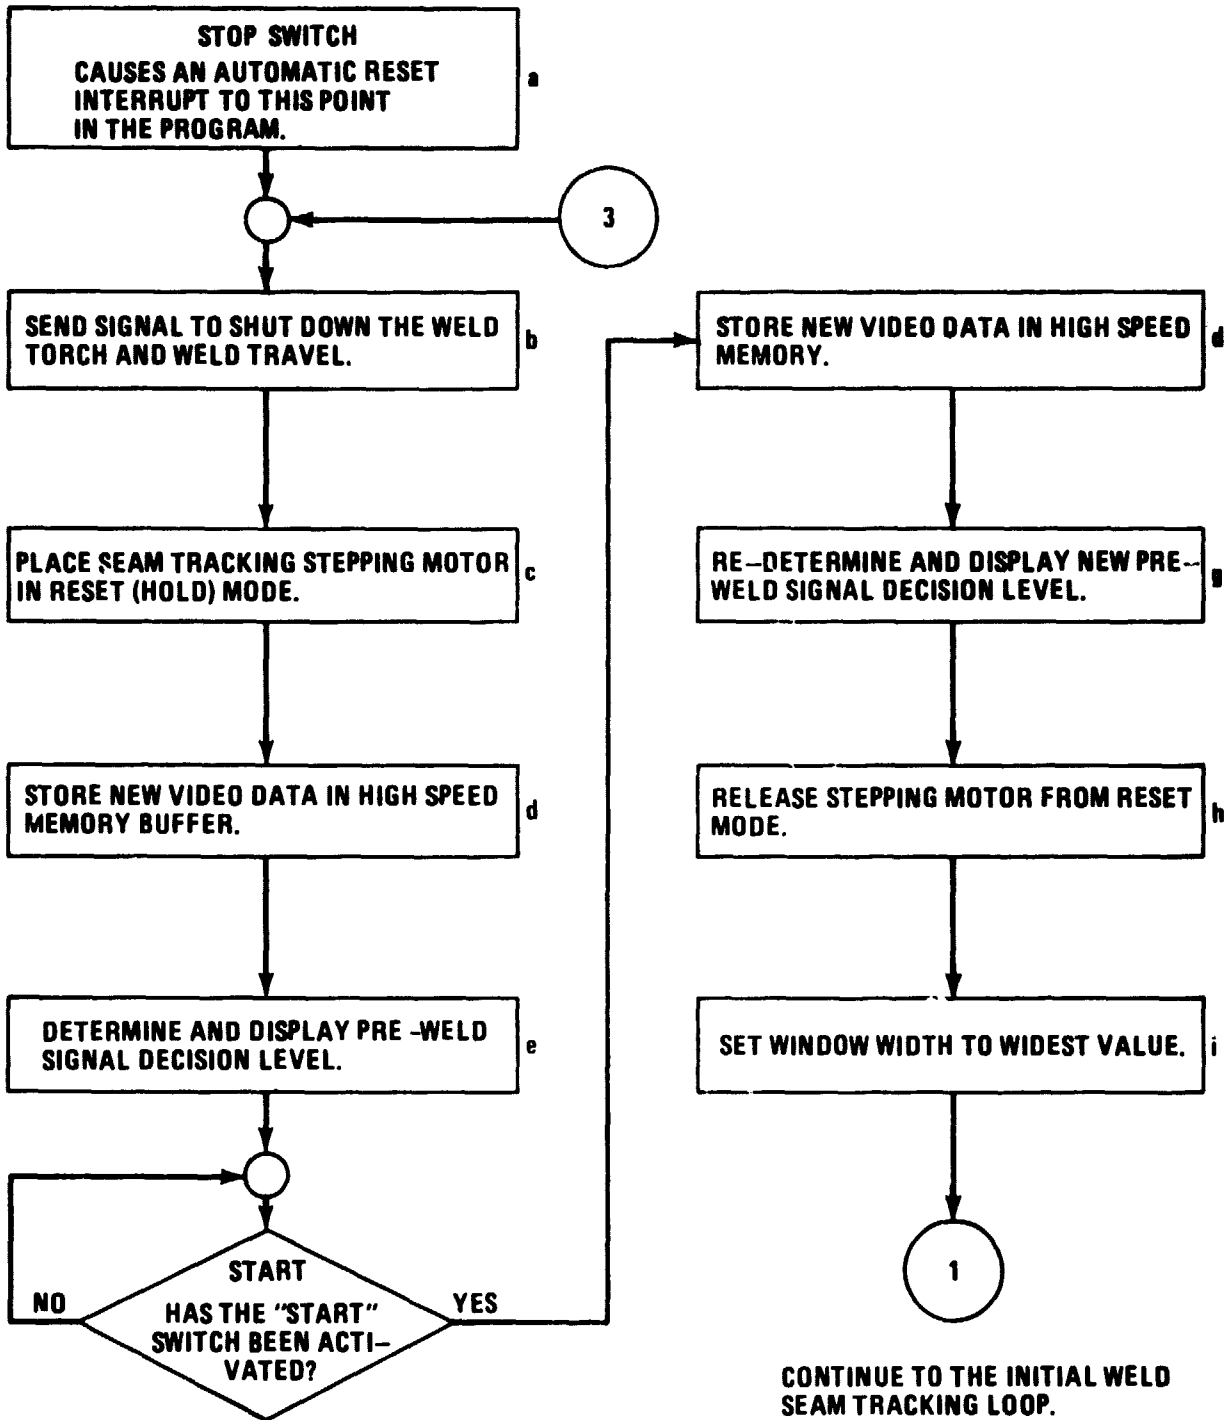 STOP SWITCH
CAUSES AN AUTOMATIC RESET
INTERRUPT TO THIS POINT
IN THE PROGRAM.
a
3
SEND SIGNAL TO SHUT DOWN THE WELD
TORCH AND WELD TRAVEL.
b
PLACE SEAM TRACKING STEPPING MOTOR
IN RESET (HOLD) MODE.
c
STORE NEW VIDEO DATA IN HIGH SPEED
MEMORY BUFFER.
d
DETERMINE AND DISPLAY PRE -WELD
SIGNAL DECISION LEVEL.
e
START
HAS THE "START"
SWITCH BEEN ACTI-
VATED?
NO
YES
STORE NEW VIDEO DATA IN HIGH SPEED
MEMORY.
d
RE-DETERMINE AND DISPLAY NEW PRE-
WELD SIGNAL DECISION LEVEL.
g
RELEASE STEPPING MOTOR FROM RESET
MODE.
h
SET WINDOW WIDTH TO WIDEST VALUE.
i
1
CONTINUE TO THE INITIAL WELD
SEAM TRACKING LOOP.